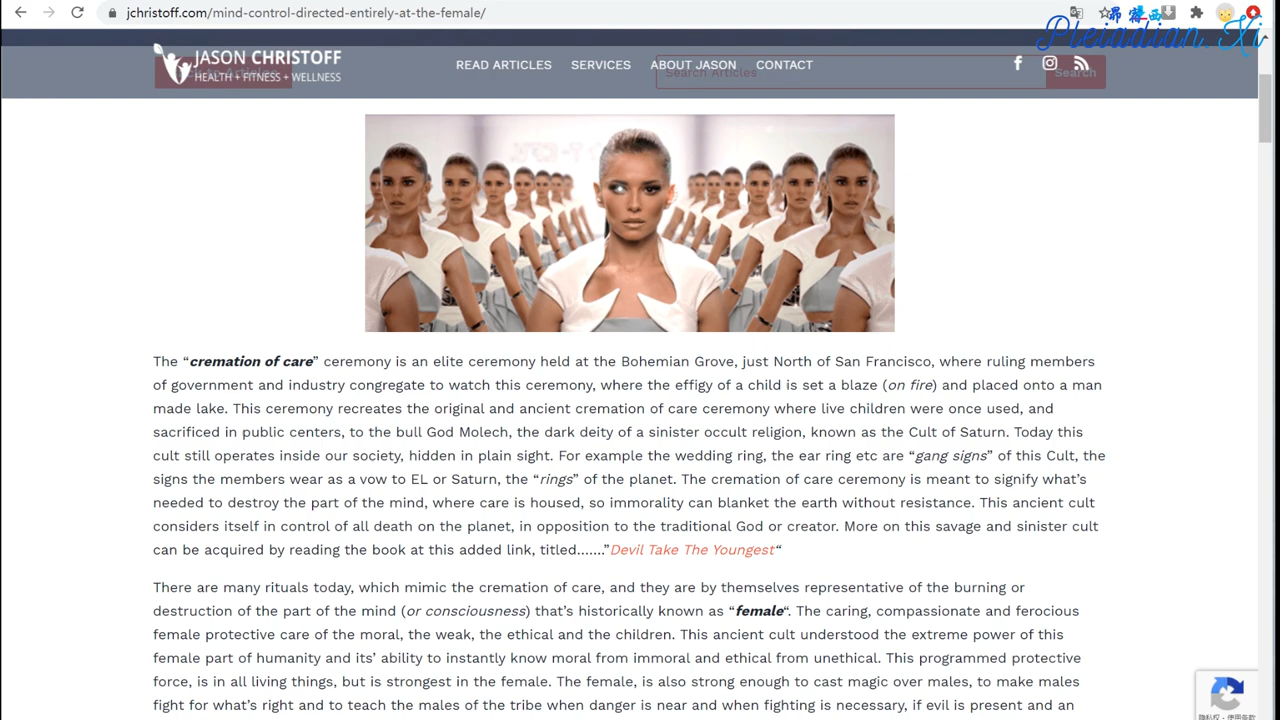 jchristoff.com/mind-control-directed-entirely-at-the-female/
昴宿西
Pleiadian Xi
JASON CHRISTOFF
HEALTH + FITNESS + WELLNESS
READ ARTICLES SERVICES ABOUT JASON CONTACT
Search Articles
Search
The “cremation of care” ceremony is an elite ceremony held at the Bohemian Grove, just North of San Francisco, where ruling members
of government and industry congregate to watch this ceremony, where the effigy of a child is set a blaze (on fire) and placed onto a man
made lake. This ceremony recreates the original and ancient cremation of care ceremony where live children were once used, and
sacrificed in public centers, to the bull God Molech, the dark deity of a sinister occult religion, known as the Cult of Saturn. Today this
cult still operates inside our society, hidden in plain sight. For example the wedding ring, the ear ring etc are “gang signs” of this Cult, the
signs the members wear as a vow to EL or Saturn, the “rings” of the planet. The cremation of care ceremony is meant to signify what’s
needed to destroy the part of the mind, where care is housed, so immorality can blanket the earth without resistance. This ancient cult
considers itself in control of all death on the planet, in opposition to the traditional God or creator. More on this savage and sinister cult
can be acquired by reading the book at this added link, titled…….”Devil Take The Youngest“
There are many rituals today, which mimic the cremation of care, and they are by themselves representative of the burning or
destruction of the part of the mind (or consciousness) that’s historically known as “female“. The caring, compassionate and ferocious
female protective care of the moral, the weak, the ethical and the children. This ancient cult understood the extreme power of this
female part of humanity and its’ ability to instantly know moral from immoral and ethical from unethical. This programmed protective
force, is in all living things, but is strongest in the female. The female, is also strong enough to cast magic over males, to make males
fight for what’s right and to teach the males of the tribe when danger is near and when fighting is necessary, if evil is present and an